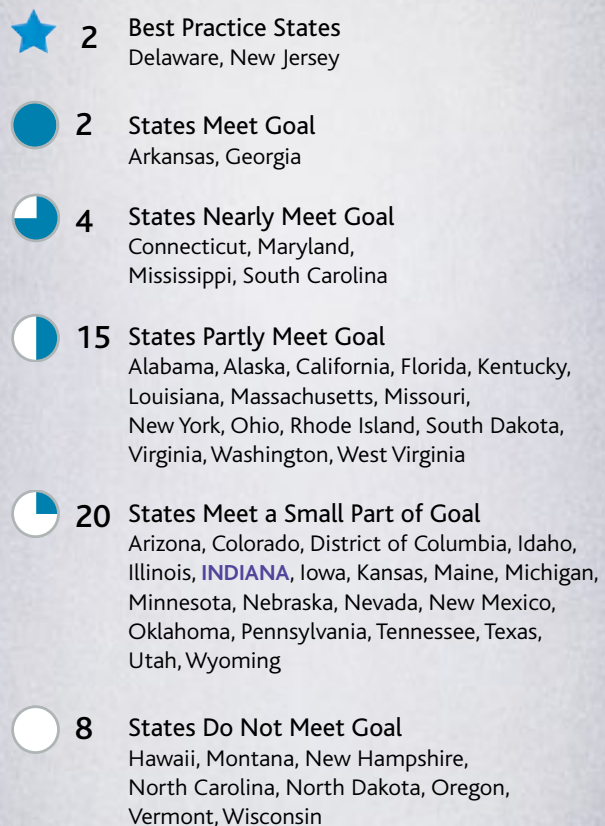 2 Best Practice States
Delaware, New Jersey
2 States Meet Goal
Arkansas, Georgia
4 States Nearly Meet Goal
Connecticut, Maryland,
Mississippi, South Carolina
15 States Partly Meet Goal
Alabama, Alaska, California, Florida, Kentucky,
Louisiana, Massachusetts, Missouri,
New York, Ohio, Rhode Island, South Dakota,
Virginia, Washington, West Virginia
20 States Meet a Small Part of Goal
Arizona, Colorado, District of Columbia, Idaho,
Illinois, INDIANA, Iowa, Kansas, Maine, Michigan,
Minnesota, Nebraska, Nevada, New Mexico,
Oklahoma, Pennsylvania, Tennessee, Texas,
Utah, Wyoming
8 States Do Not Meet Goal
Hawaii, Montana, New Hampshire,
North Carolina, North Dakota, Oregon,
Vermont, Wisconsin